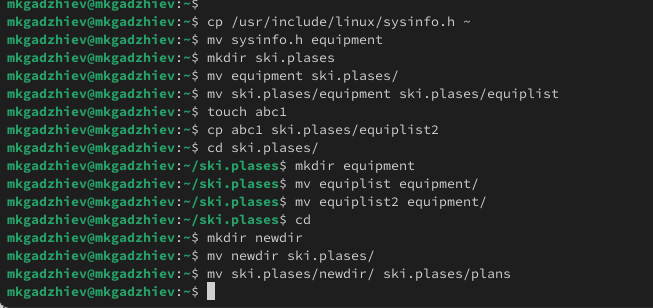 mkgadzhiev@mkgadzhiev:~$
mkgadzhiev@mkgadzhiev:~$ cp /usr/include/linux/sysinfo.h ~
mkgadzhiev@mkgadzhiev:~$ mv sysinfo.h equipment
mkgadzhiev@mkgadzhiev:~$ mkdir ski.plases
mkgadzhiev@mkgadzhiev:~$ mv equipment ski.plases/
mkgadzhiev@mkgadzhiev:~$ mv ski.plases/equipment ski.plases/equiplist
mkgadzhiev@mkgadzhiev:~$ touch abc1
mkgadzhiev@mkgadzhiev:~$ cp abc1 ski.plases/equiplist2
mkgadzhiev@mkgadzhiev:~$ cd ski.plases/
mkgadzhiev@mkgadzhiev:~/ski.plases$ mkdir equipment
mkgadzhiev@mkgadzhiev:~/ski.plases$ mv equiplist equipment/
mkgadzhiev@mkgadzhiev:~/ski.plases$ mv equiplist2 equipment/
mkgadzhiev@mkgadzhiev:~/ski.plases$ cd
mkgadzhiev@mkgadzhiev:~$ mkdir newdir
mkgadzhiev@mkgadzhiev:~$ mv newdir ski.plases/
mkgadzhiev@mkgadzhiev:~$ mv ski.plases/newdir/ ski.plases/plans
mkgadzhiev@mkgadzhiev:~$